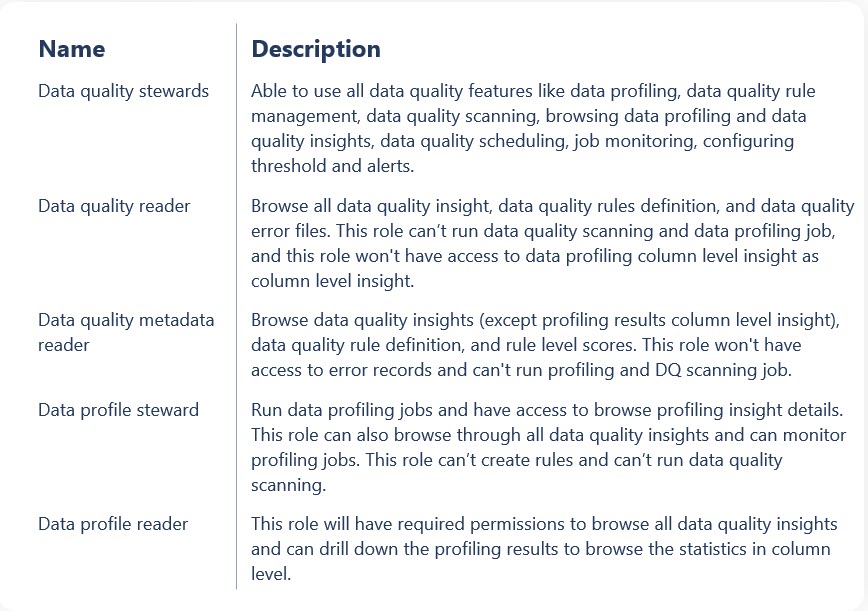 Name
Description
Data quality stewards
Able to use all data quality features like data profiling, data quality rule
management, data quality scanning, browsing data profiling and data
quality insights, data quality scheduling, job monitoring, configuring
threshold and alerts.
Data quality reader
Browse all data quality insight, data quality rules definition, and data quality
error files. This role can’t run data quality scanning and data profiling job,
and this role won't have access to data profiling column level insight as
column level insight.
Data quality metadata
reader
Browse data quality insights (except profiling results column level insight),
data quality rule definition, and rule level scores. This role won't have
access to error records and can't run profiling and DQ scanning job.
Data profile steward
Run data profiling jobs and have access to browse profiling insight details.
This role can also browse through all data quality insights and can monitor
profiling jobs. This role can’t create rules and can’t run data quality
scanning.
Data profile reader
This role will have required permissions to browse all data quality insights
and can drill down the profiling results to browse the statistics in column
level.